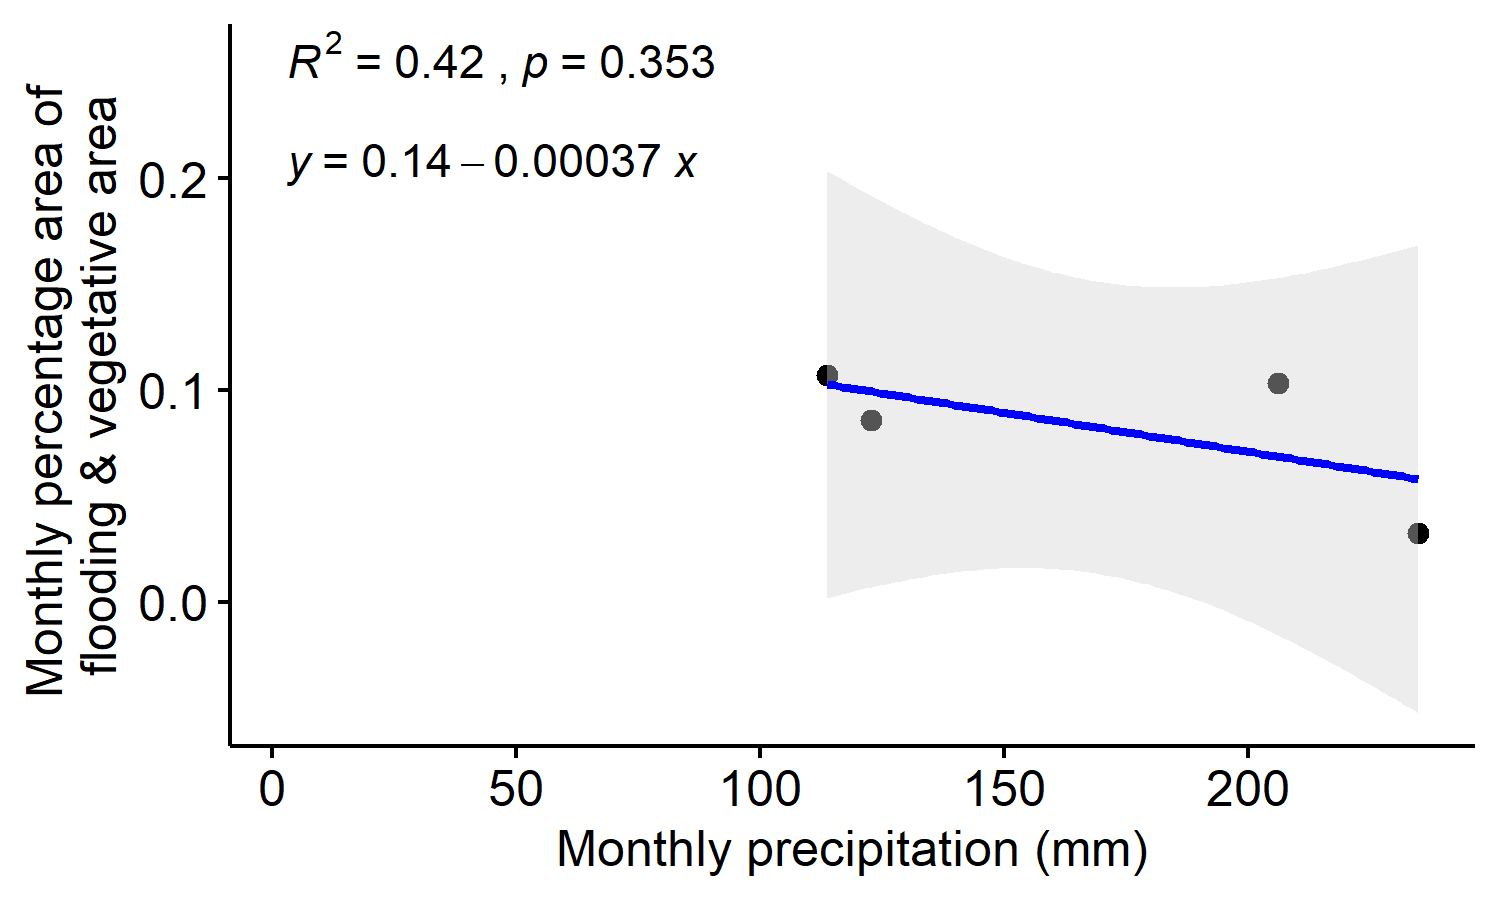 R² = 0.42 , p = 0.353
y = 0.14 – 0.00037 x
Monthly percentage area of
flooding & vegetative area
0.2
0.1
0.0
0 50 100 150 200
Monthly precipitation (mm)